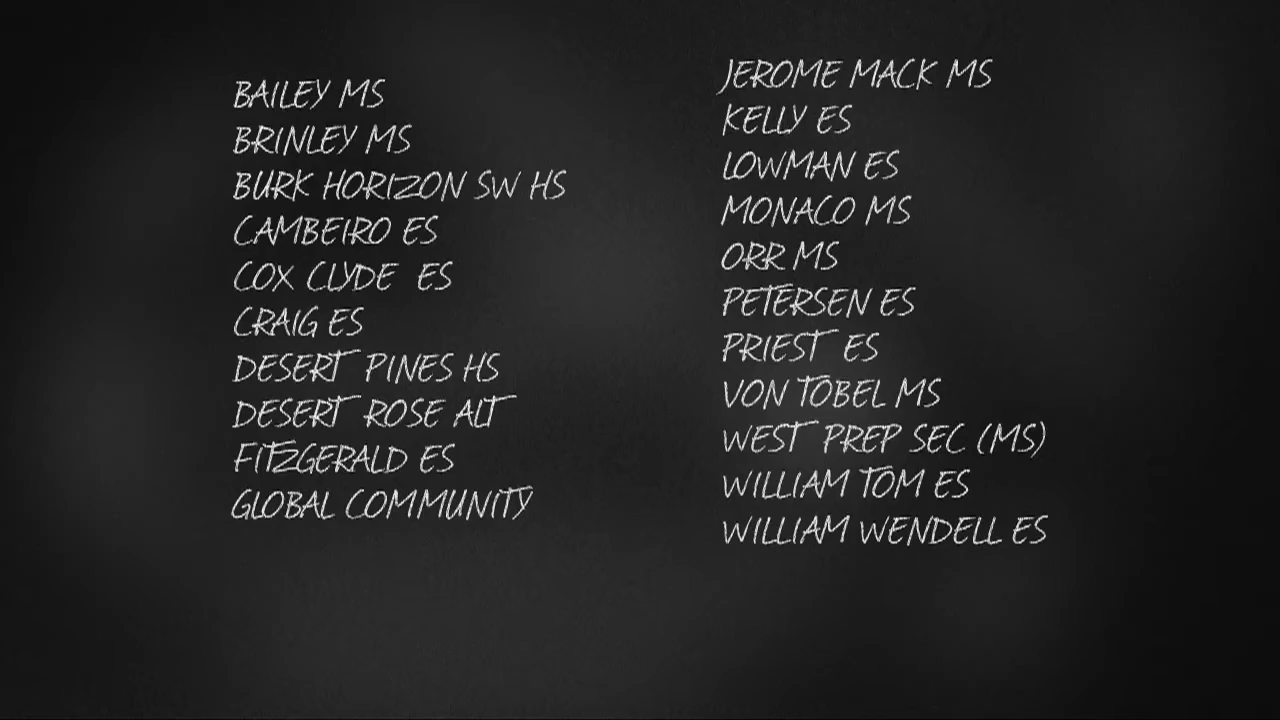 BAILEY MS
BRINLEY MS
BURK HORIZON SW HS
CAMBEIRO ES
COX CLYDE ES
CRAIG ES
DESERT PINES HS
DESERT ROSE ALT
FITZGERALD ES
GLOBAL COMMUNITY
JEROME MACK MS
KELLY ES
LOWMAN ES
MONACO MS
ORR MS
PETERSEN ES
PRIEST ES
VON TOBEL MS
WEST PREP SEC (MS)
WILLIAM TOM ES
WILLIAM WENDELL ES